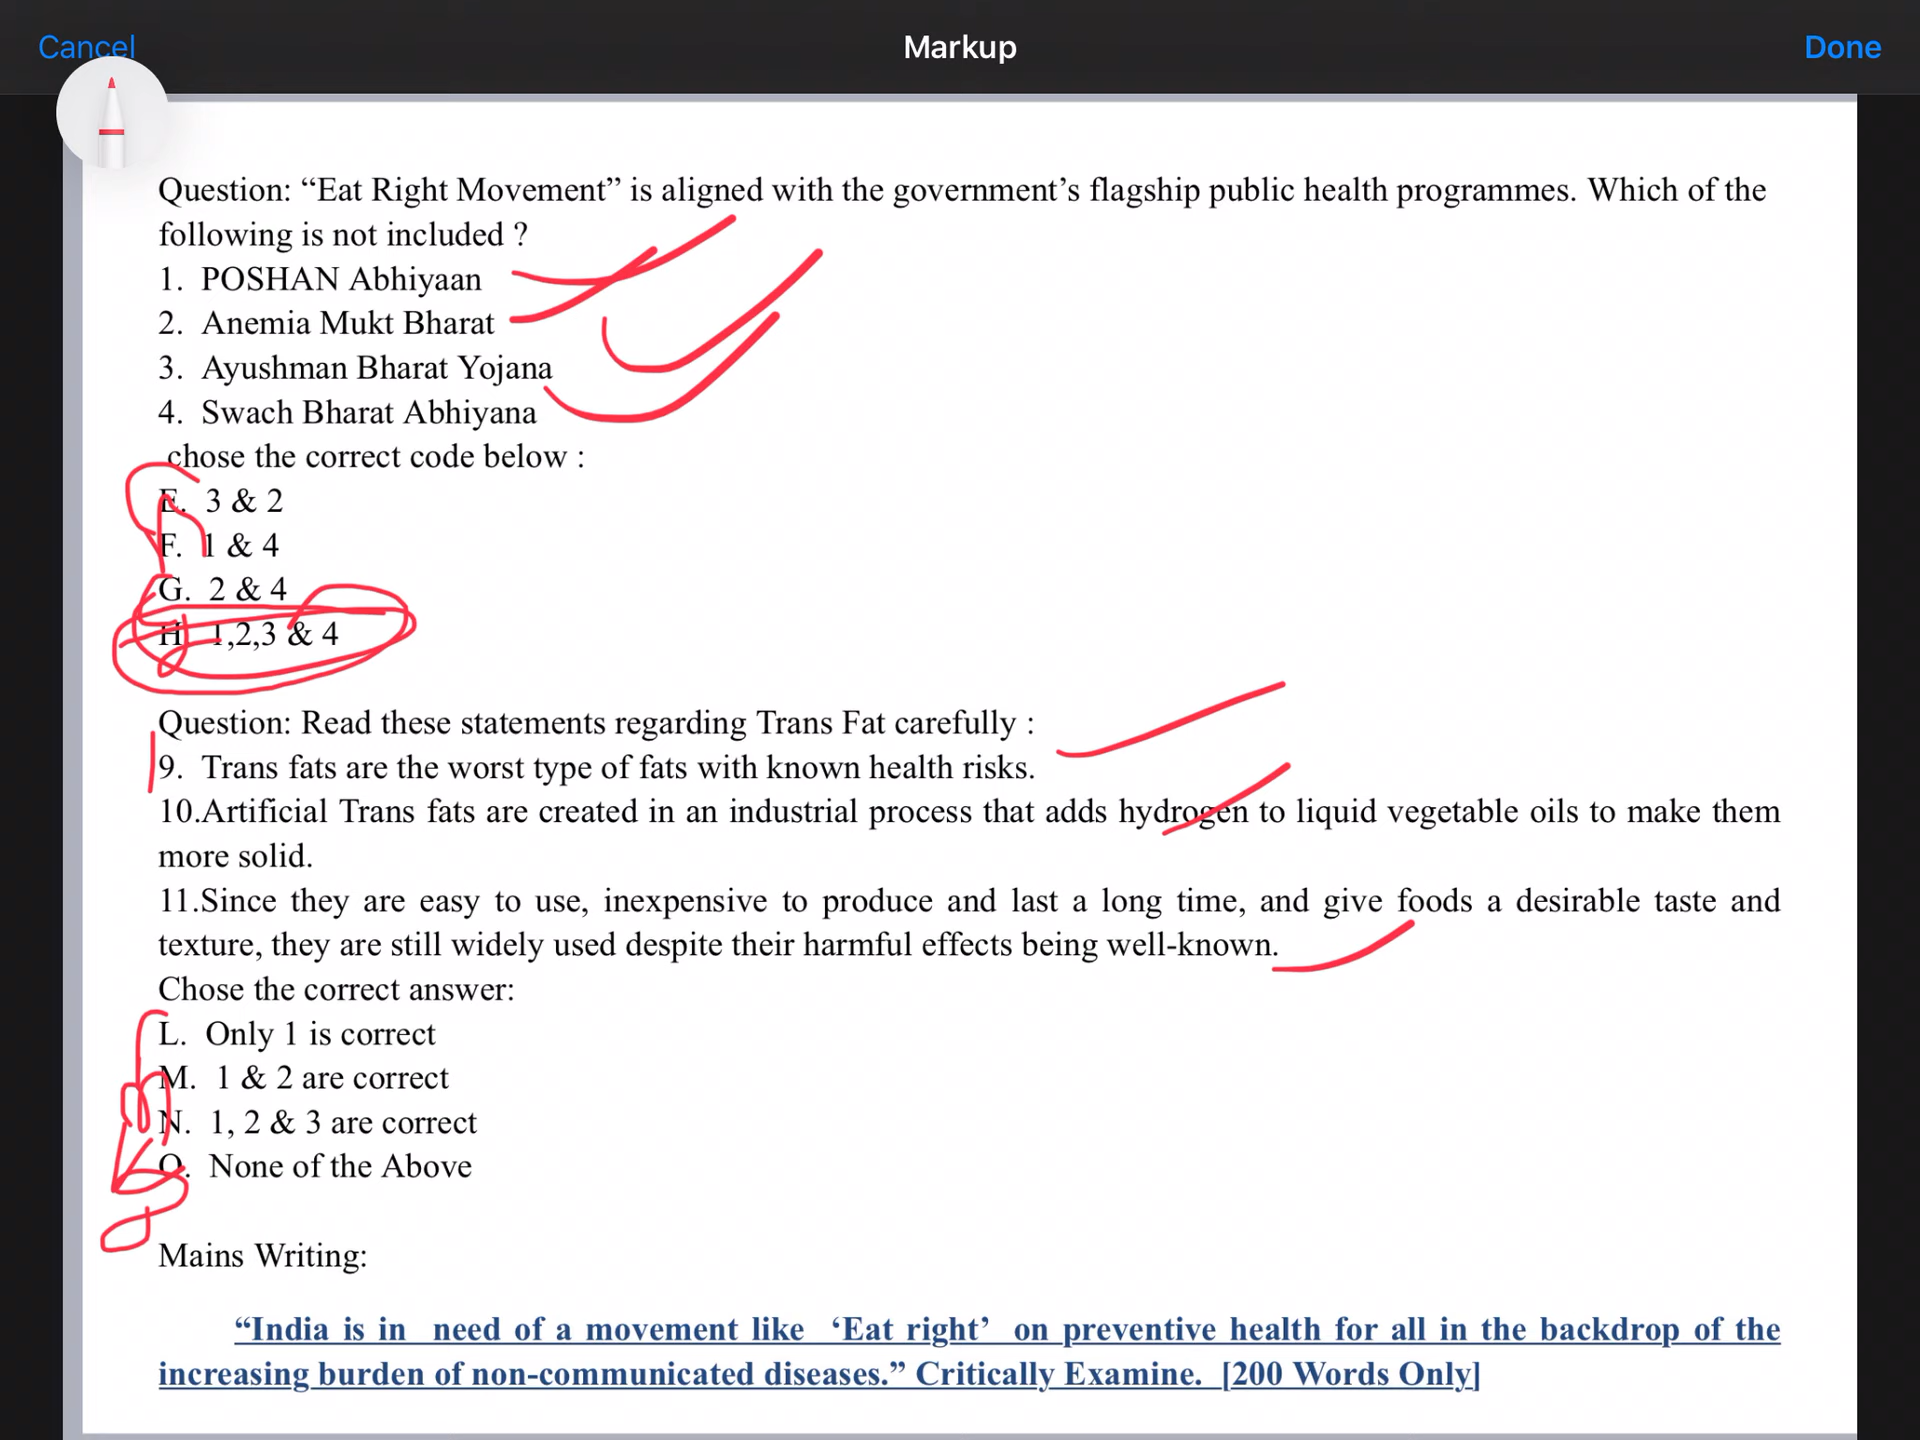 Cancel
Markup
Done
Question: “Eat Right Movement” is aligned with the government’s flagship public health programmes. Which of the
following is not included ?
1. POSHAN Abhiyaan
2. Anemia Mukt Bharat
3. Ayushman Bharat Yojana
4. Swach Bharat Abhiyana
chose the correct code below :
E. 3 & 2
F. 1 & 4
G. 2 & 4
H. 1,2,3 & 4
Question: Read these statements regarding Trans Fat carefully :
9. Trans fats are the worst type of fats with known health risks.
10.Artificial Trans fats are created in an industrial process that adds hydrogen to liquid vegetable oils to make them
more solid.
11.Since they are easy to use, inexpensive to produce and last a long time, and give foods a desirable taste and
texture, they are still widely used despite their harmful effects being well-known.
Chose the correct answer:
L. Only 1 is correct
M. 1 & 2 are correct
N. 1, 2 & 3 are correct
O. None of the Above
Mains Writing:
“India is in need of a movement like ‘Eat right’ on preventive health for all in the backdrop of the
increasing burden of non-communicated diseases.” Critically Examine. [200 Words Only]